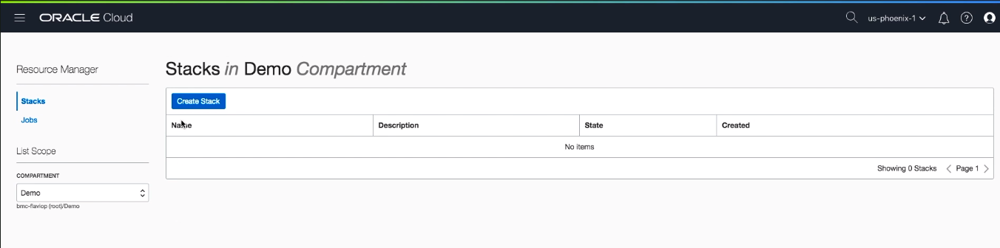 ORACLE Cloud
us-phoenix-1
?
Resource Manager
Stacks
Jobs
List Scope
COMPARTMENT
Demo
bmc-flaviop (root)/Demo
Stacks in Demo Compartment
Create Stack
Name Description State Created
No items
Showing 0 Stacks < Page 1 >